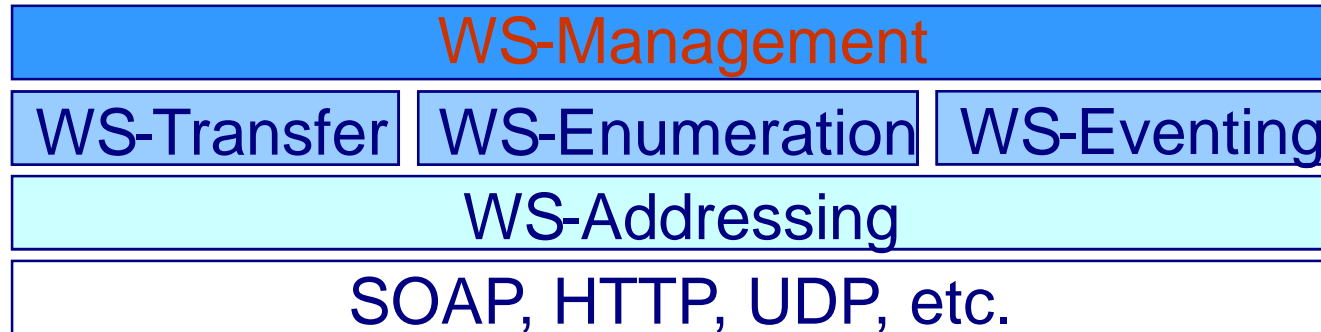 WS-Management
WS-Transfer WS-Enumeration WS-Eventing
WS-Addressing
SOAP, HTTP, UDP, etc.